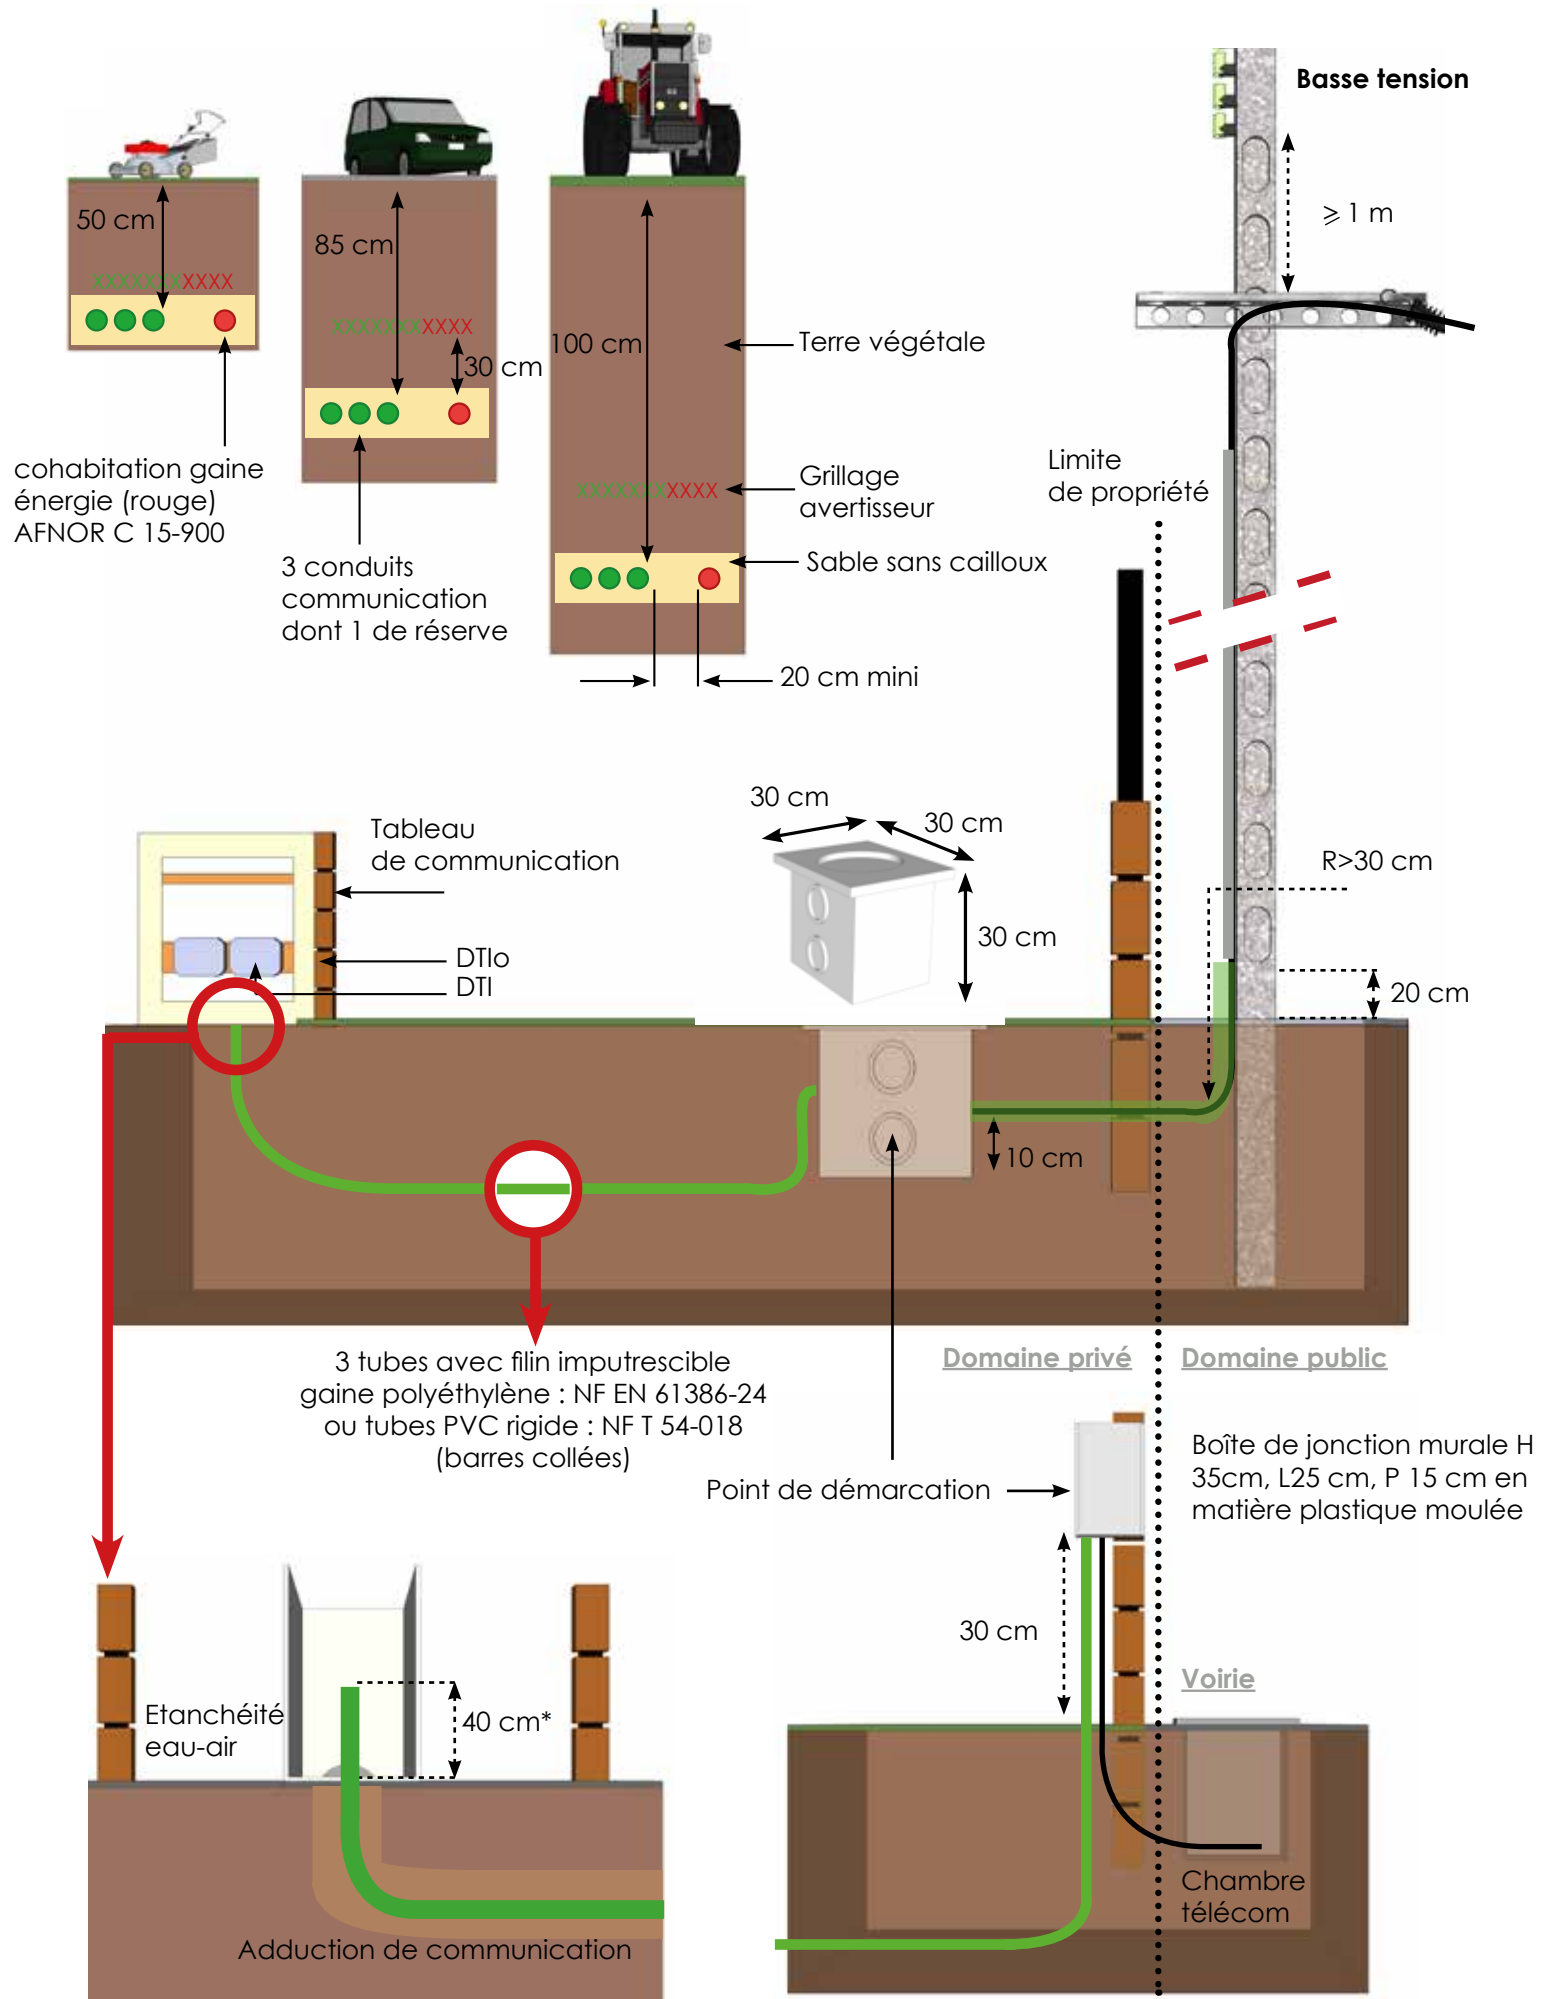 Basse tension
50 cm
XXXXXXXXXXX
85 cm
XXXXXXXXXXX
30 cm
100 cm
XXXXXXXXXXX
⩾ 1 m
Terre végétale
cohabitation gaine
énergie (rouge)
AFNOR C 15-900
3 conduits
communication
dont 1 de réserve
Grillage
avertisseur
Sable sans cailloux
20 cm mini
Limite
de propriété
Tableau
de communication
DTIo
DTI
30 cm
30 cm
30 cm
R>30 cm
20 cm
10 cm
3 tubes avec filin imputrescible
gaine polyéthylène : NF EN 61386-24
ou tubes PVC rigide : NF T 54-018
(barres collées)
Domaine privé
Domaine public
Point de démarcation
Boîte de jonction murale H
35cm, L25 cm, P 15 cm en
matière plastique moulée
30 cm
Voirie
Etanchéité
eau-air
40 cm*
Adduction de communication
Chambre
télécom